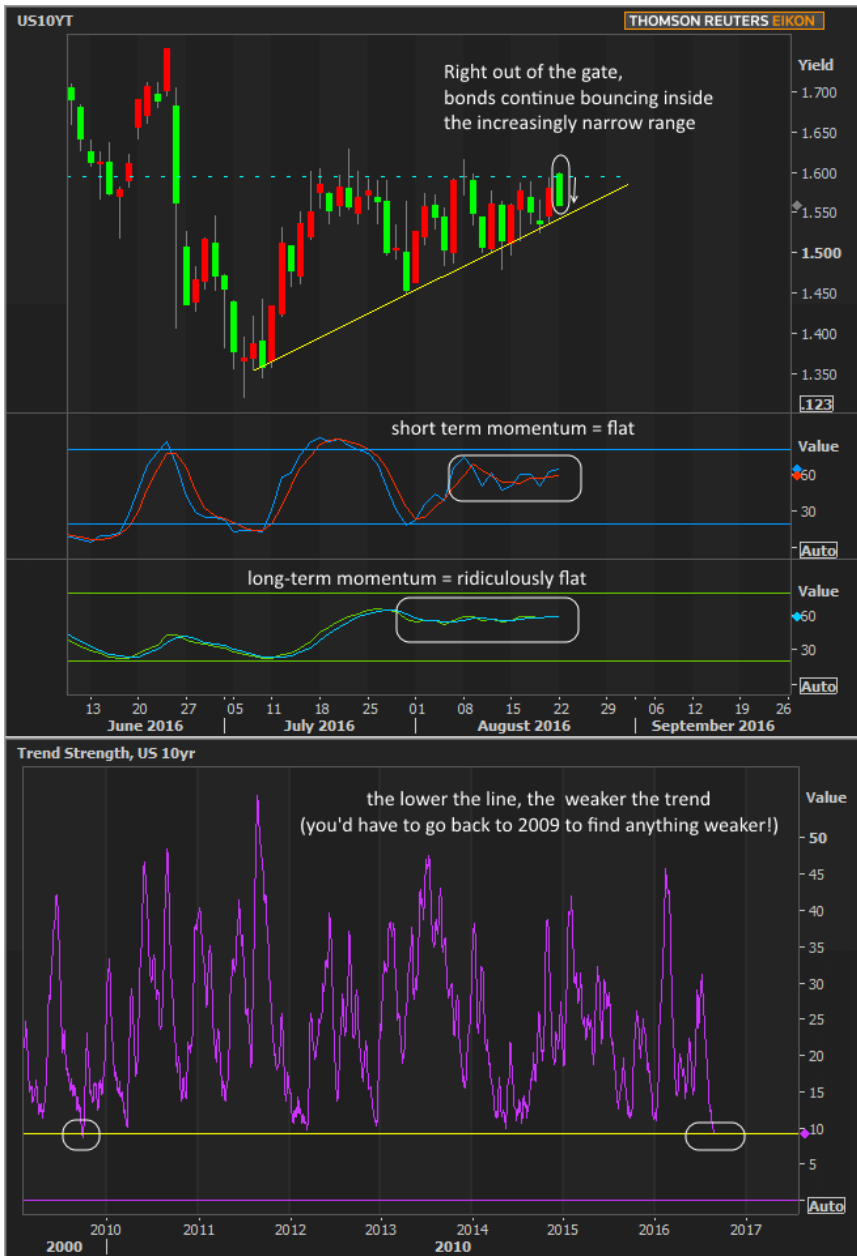 US10YT
THOMSON REUTERS EIKON
Yield
Right out of the gate,
bonds continue bouncing inside
the increasingly narrow range
1.700
1.650
1.600
1.550
1.500
1.450
1.400
1.350
.123
short term momentum = flat
Value
60
30
Auto
long-term momentum = ridiculously flat
Value
60
30
Auto
13 20 27 05 11 18 25 01 08 15 22 29 06 12 19 26
June 2016 July 2016 August 2016 September 2016
Trend Strength, US 10yr
the lower the line, the weaker the trend
(you'd have to go back to 2009 to find anything weaker!)
Value
50
45
40
35
30
25
20
15
10
5
Auto
2010 2011 2012 2013 2014 2015 2016 2017
2000 2010